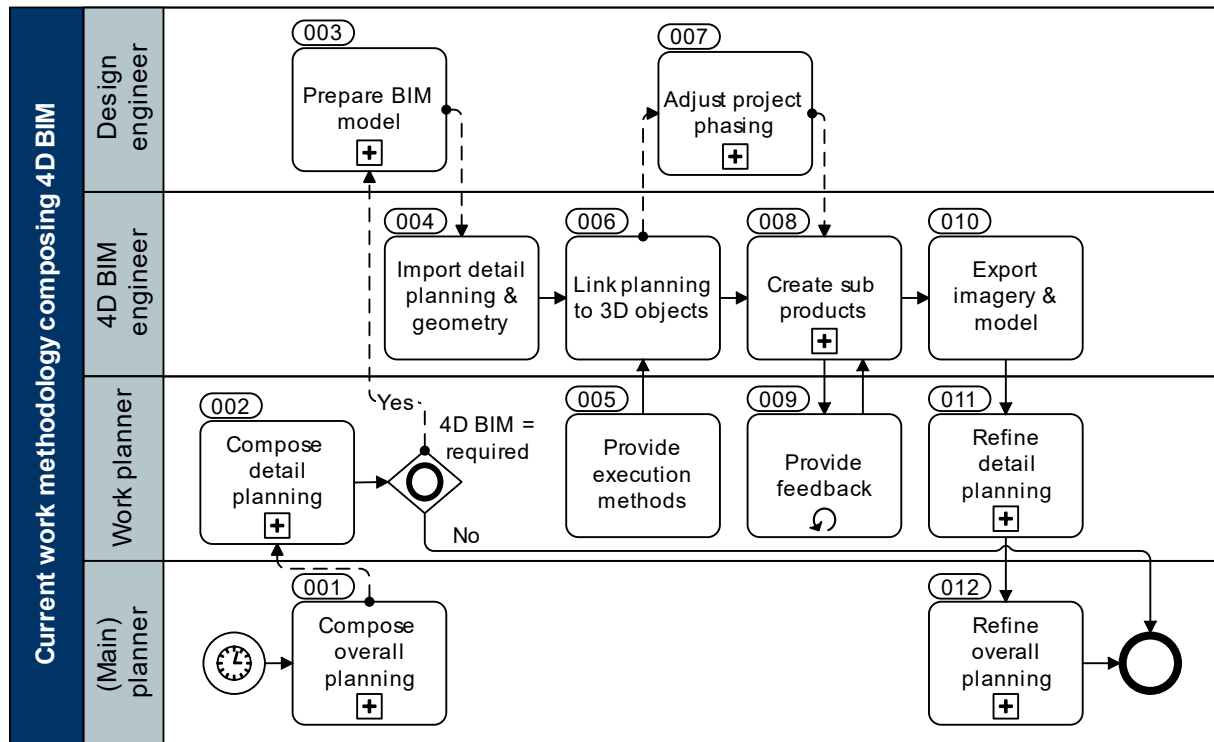 Current work methodology composing 4D BIM
Design
engineer
003
Prepare BIM
model
007
Adjust project
phasing
4D BIM
engineer
004
Import detail
planning &
geometry
006
Link planning
to 3D objects
008
Create sub
products
010
Export
imagery &
model
Work planner
002
Compose
detail
planning
Yes
4D BIM =
required
No
005
Provide
execution
methods
009
Provide
feedback
011
Refine
detail
planning
(Main)
planner
001
Compose
overall
planning
012
Refine
overall
planning